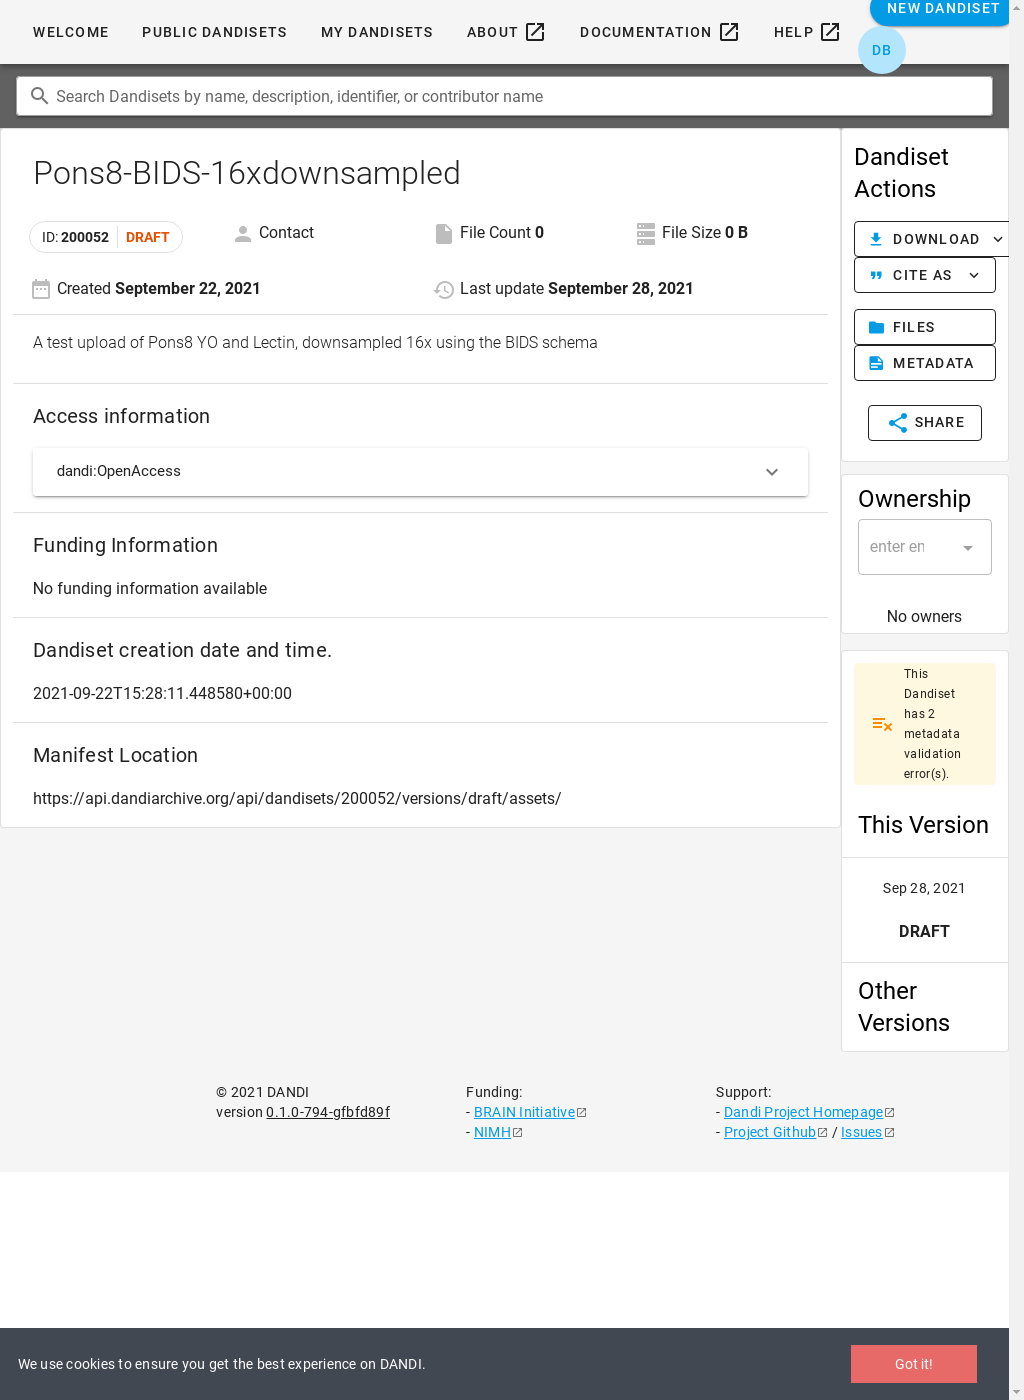 WELCOME PUBLIC DANDISETS MY DANDISETS ABOUT DOCUMENTATION HELP NEW DANDISET
DB
Search Dandisets by name, description, identifier, or contributor name
Pons8-BIDS-16xdownsampled
ID: 200052 DRAFT Contact File Count 0 File Size 0 B
Created September 22, 2021 Last update September 28, 2021
A test upload of Pons8 YO and Lectin, downsampled 16x using the BIDS schema
Access information
dandi:OpenAccess
Funding Information
No funding information available
Dandiset creation date and time.
2021-09-22T15:28:11.448580+00:00
Manifest Location
https://api.dandiarchive.org/api/dandisets/200052/versions/draft/assets/
Dandiset
Actions
DOWNLOAD
CITE AS
FILES
METADATA
SHARE
Ownership
enter en
No owners
This
Dandiset
has 2
metadata
validation
error(s).
This Version
Sep 28, 2021
DRAFT
Other
Versions
© 2021 DANDI
version 0.1.0-794-gfbfd89f
Funding:
- BRAIN Initiative
- NIMH
Support:
- Dandi Project Homepage
- Project Github / Issues
We use cookies to ensure you get the best experience on DANDI.
Got it!